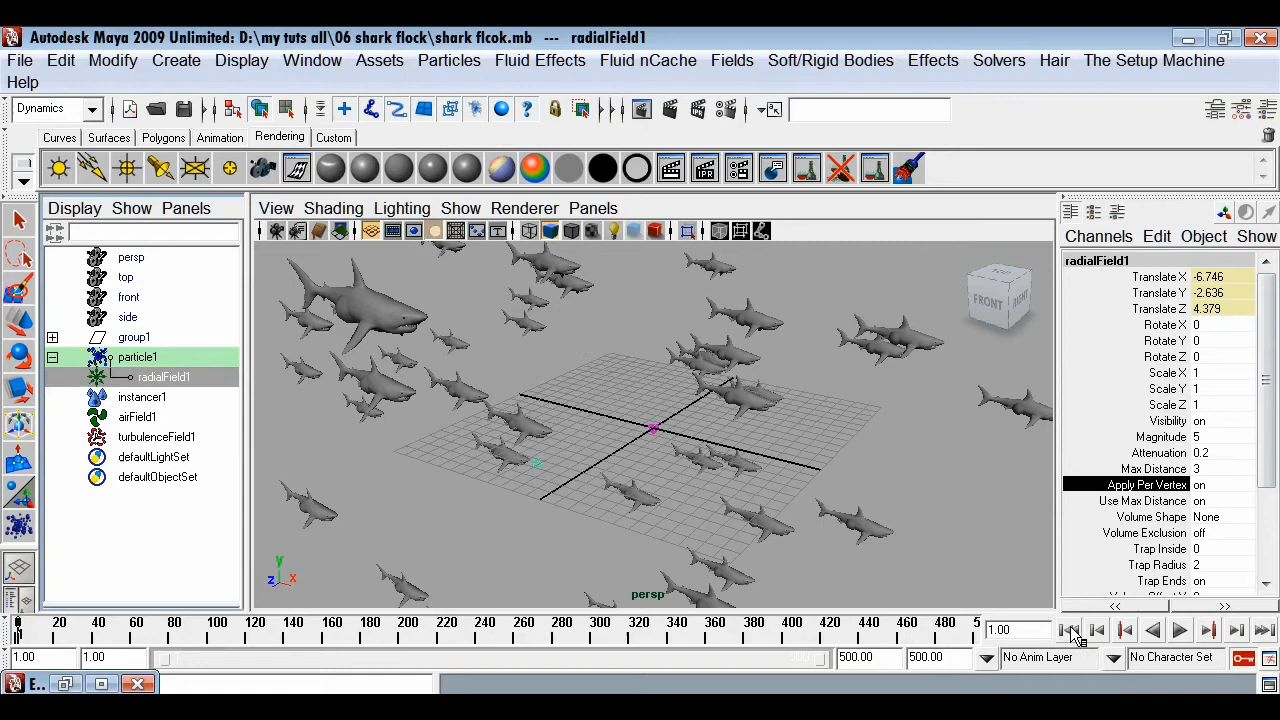 Autodesk Maya 2009 Unlimited: D:\my tuts all\06 shark flock\shark flcok.mb --- radialField1
File Edit Modify Create Display Window Assets Particles Fluid Effects Fluid nCache Fields Soft/Rigid Bodies Effects Solvers Hair The Setup Machine
Help
Dynamics
Curves Surfaces Polygons Animation Rendering Custom
IPR
Display Show Panels
View Shading Lighting Show Renderer Panels
Channels Edit Object Show
persp
top
front
side
group1
particle1
radialField1
instancer1
airField1
turbulenceField1
defaultLightSet
defaultObjectSet
TOP
FRONT
RIGHT
y
z x
persp
radialField1
Translate X -6.746
Translate Y -2.636
Translate Z 4.379
Rotate X 0
Rotate Y 0
Rotate Z 0
Scale X 1
Scale Y 1
Scale Z 1
Visibility on
Magnitude 5
Attenuation 0.2
Max Distance 3
Apply Per Vertex on
Use Max Distance on
Volume Shape None
Volume Exclusion off
Trap Inside 0
Trap Radius 2
Trap Ends on
20 40 60 80 100 120 140 160 180 200 220 240 260 280 300 320 340 360 380 400 420 440 460 480 5
1.00
1.00 1.00 500.00 500.00 No Anim Layer No Character Set
E...